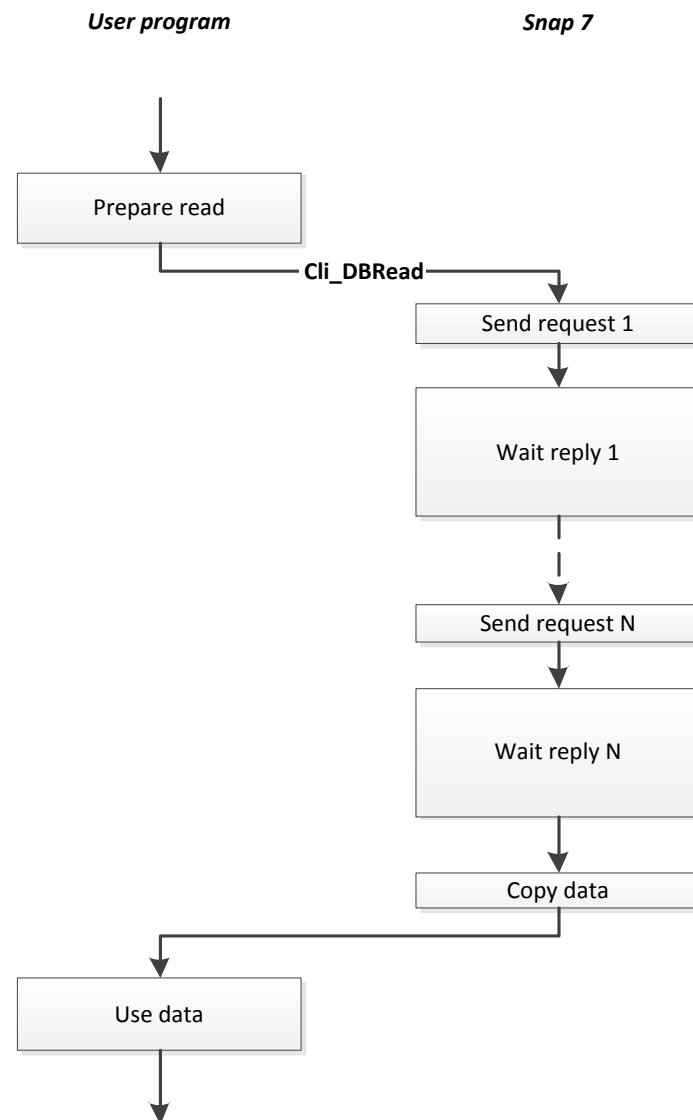 User program
Snap 7
Prepare read
Cli_DBRead
Send request 1
Wait reply 1
Send request N
Wait reply N
Copy data
Use data